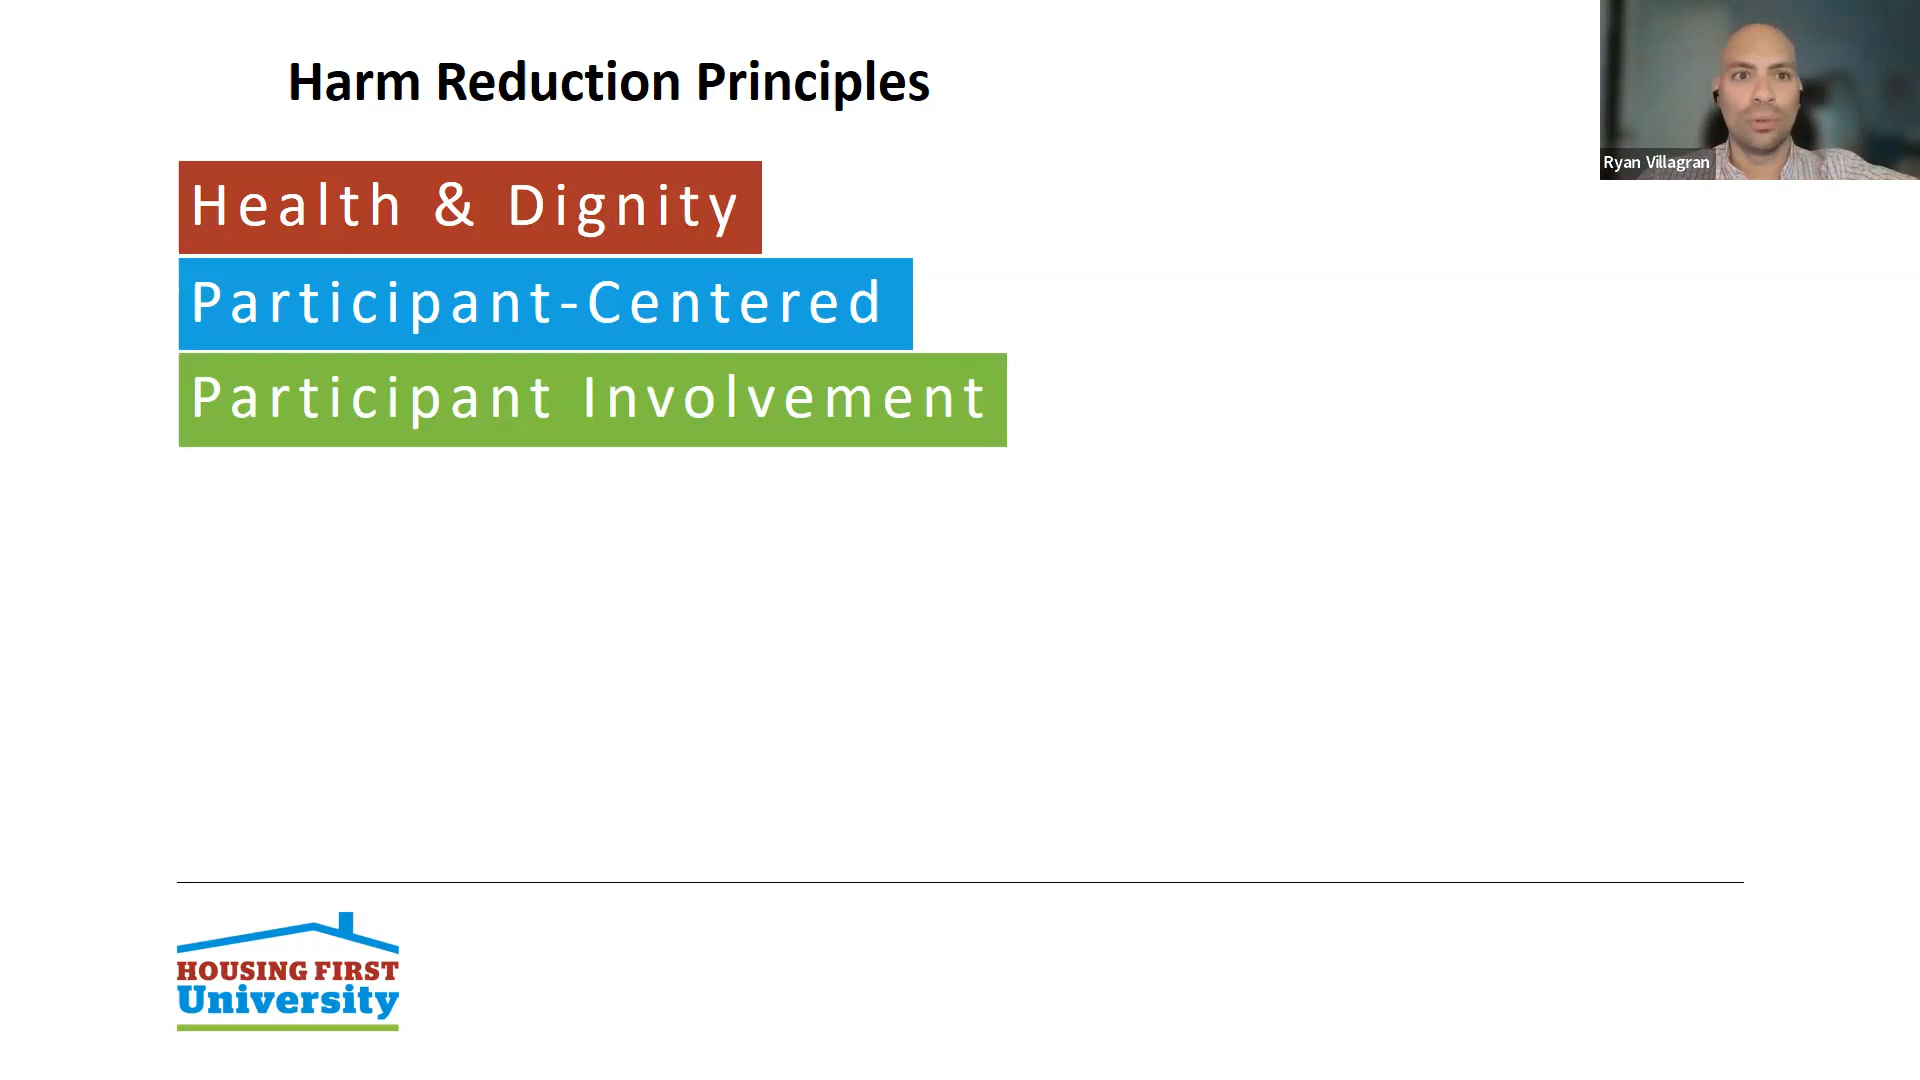 Harm Reduction Principles
Ryan Villagran
Health & Dignity
Participant-Centered
Participant Involvement
HOUSING FIRST
University